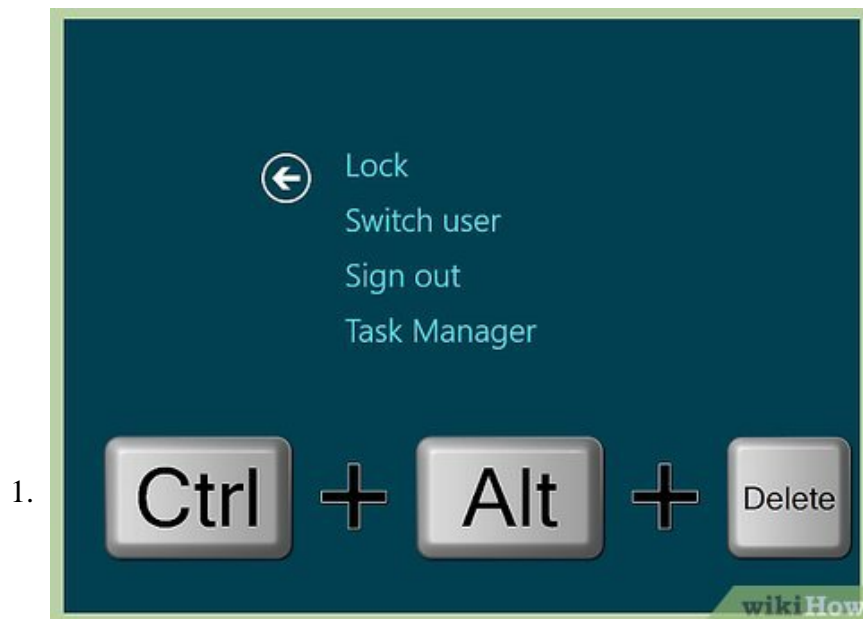 Lock
Switch user
Sign out
Task Manager
1. Ctrl + Alt + Delete
wikiHow